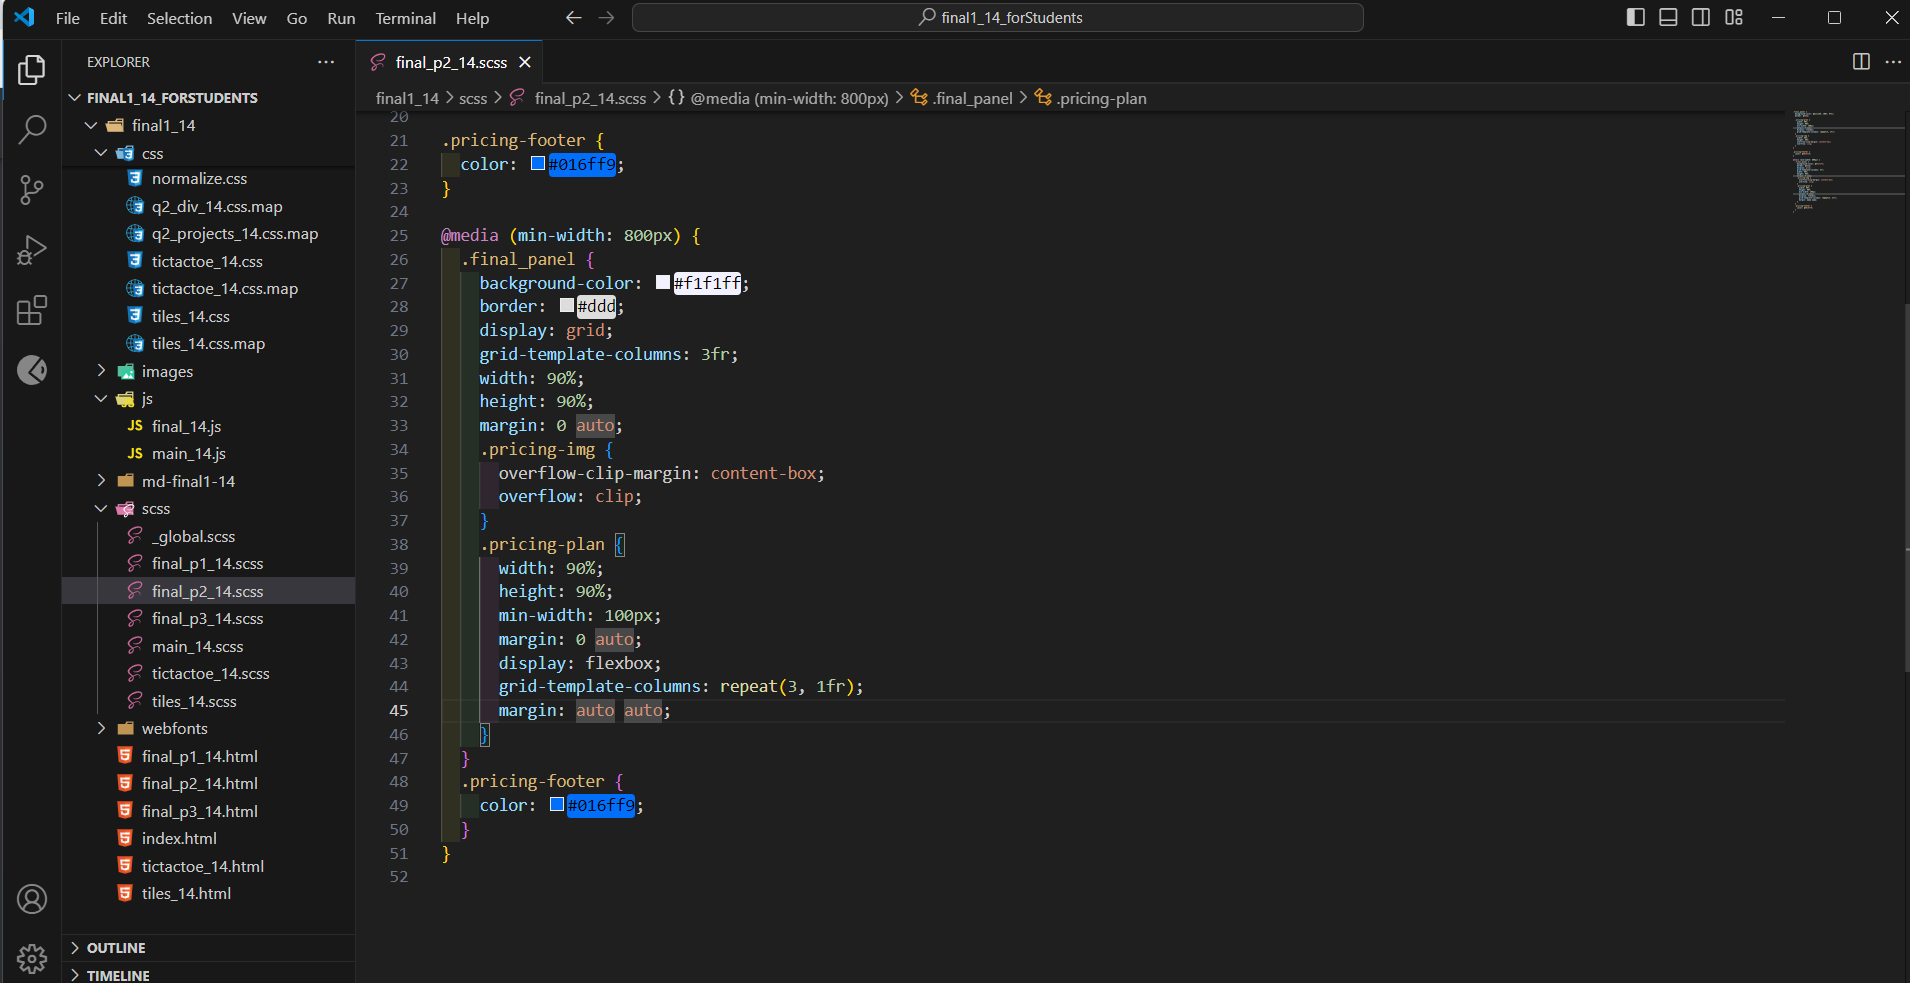 File Edit Selection View Go Run Terminal Help
final1_14_forStudents
EXPLORER
FINAL1_14_FORSTUDENTS
final1_14
css
normalize.css
q2_div_14.css.map
q2_projects_14.css.map
tictactoe_14.css
tictactoe_14.css.map
tiles_14.css
tiles_14.css.map
images
js
JS final_14.js
JS main_14.js
md-final1-14
scss
_global.scss
final_p1_14.scss
final_p2_14.scss
final_p3_14.scss
main_14.scss
tictactoe_14.scss
tiles_14.scss
webfonts
final_p1_14.html
final_p2_14.html
final_p3_14.html
index.html
tictactoe_14.html
tiles_14.html
OUTLINE
TIMELINE
final_p2_14.scss
final1_14 > scss > final_p2_14.scss > {} @media (min-width: 800px) > .final_panel > .pricing-plan
20
21 .pricing-footer {
22 color: #016ff9;
23 }
24
25 @media (min-width: 800px) {
26 .final_panel {
27 background-color: #f1f1ff;
28 border: #ddd;
29 display: grid;
30 grid-template-columns: 3fr;
31 width: 90%;
32 height: 90%;
33 margin: 0 auto;
34 .pricing-img {
35 overflow-clip-margin: content-box;
36 overflow: clip;
37 }
38 .pricing-plan {
39 width: 90%;
40 height: 90%;
41 min-width: 100px;
42 margin: 0 auto;
43 display: flexbox;
44 grid-template-columns: repeat(3, 1fr);
45 margin: auto auto;
46 }
47 }
48 .pricing-footer {
49 color: #016ff9;
50 }
51 }
52